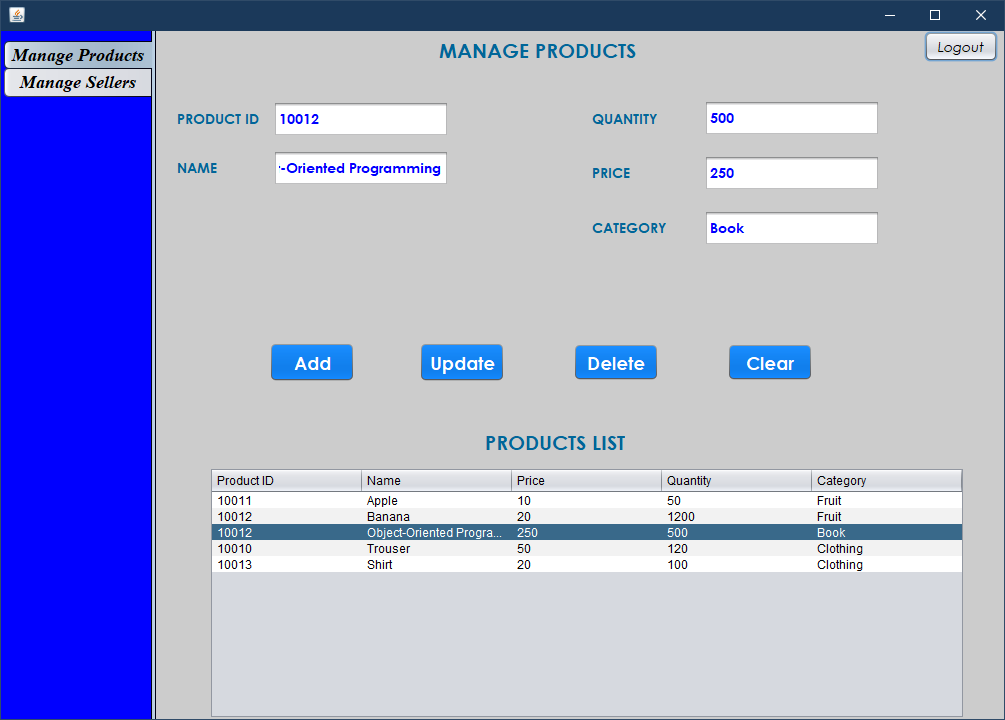 Manage Products
Manage Sellers
MANAGE PRODUCTS
Logout
PRODUCT ID 10012
QUANTITY 500
NAME -Oriented Programming
PRICE 250
CATEGORY Book
Add Update Delete Clear
PRODUCTS LIST
Product ID Name Price Quantity Category
10011 Apple 10 50 Fruit
10012 Banana 20 1200 Fruit
10012 Object-Oriented Progra... 250 500 Book
10010 Trouser 50 120 Clothing
10013 Shirt 20 100 Clothing